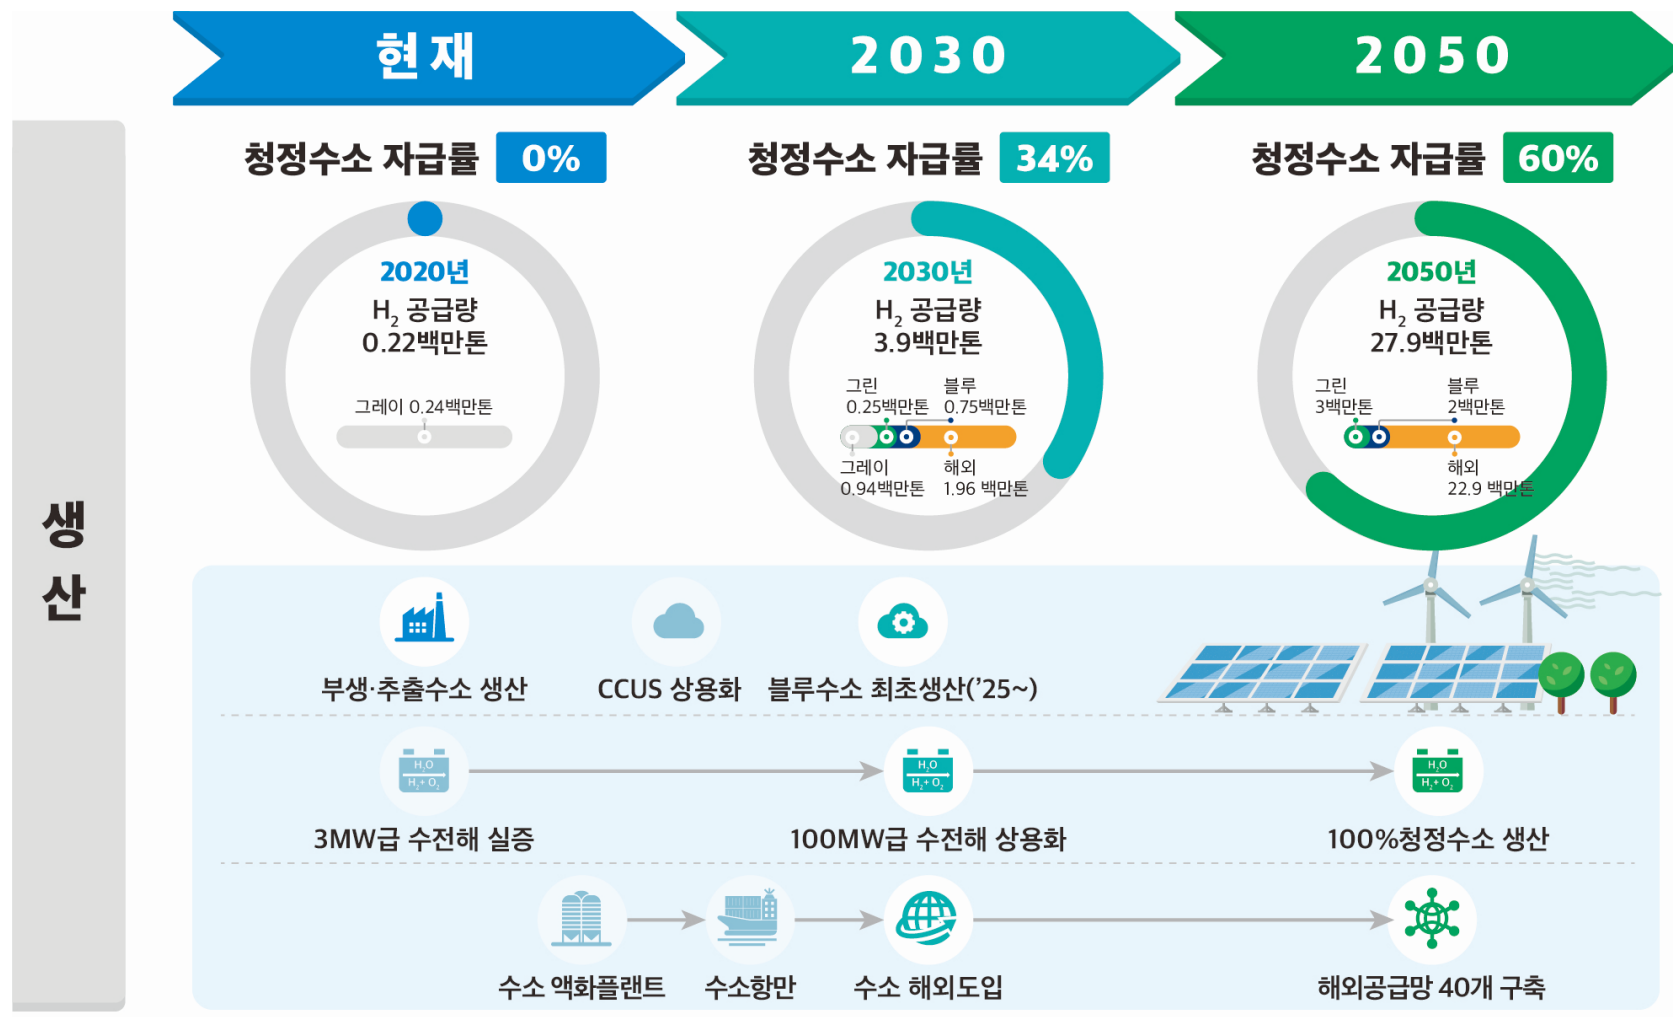 현재
2030
2050
생산
청정수소 자급률 0%
청정수소 자급률 34%
청정수소 자급률 60%
2020년
H₂ 공급량
0.22백만톤
그레이 0.24백만톤
2030년
H₂ 공급량
3.9백만톤
그린
0.25백만톤
블루
0.75백만톤
그레이
0.94백만톤
해외
1.96 백만톤
2050년
H₂ 공급량
27.9백만톤
그린
3백만톤
블루
2백만톤
해외
22.9 백만톤
부생·추출수소 생산
CCUS 상용화
블루수소 최초생산('25~)
H₂O
H₂+ O₂
3MW급 수전해 실증
H₂O
H₂+ O₂
100MW급 수전해 상용화
H₂O
H₂+ O₂
100%청정수소 생산
수소 액화플랜트
수소항만
수소 해외도입
해외공급망 40개 구축